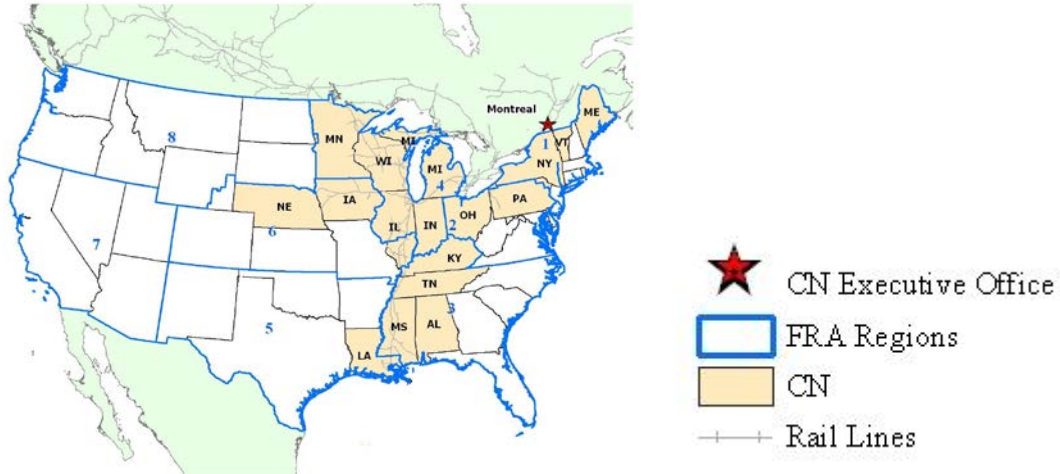 Montreal
ME
MN
1
VT
MI
8
WI
MI
NY
4
PA
NE
IA
OH
IL
IN
2
6
7
KY
TN
5
3
MS
AL
LA
CN Executive Office
FRA Regions
CN
Rail Lines